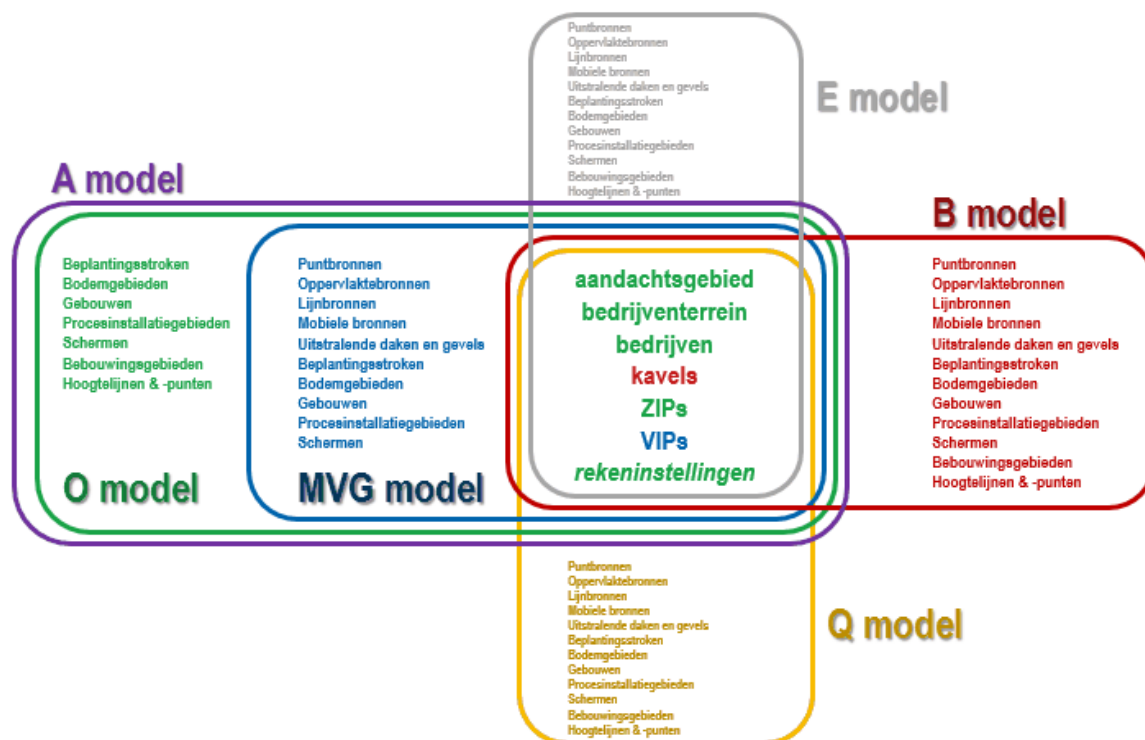 Puntbronnen
Oppervlaktebronnen
Lijnbronnen
Mobiele bronnen
Uitstralende daken en gevels
Beplantingsstroken
Bodemgebieden
Gebouwen
Procesinstallatiegebieden
Schermen
Bebouwingsgebieden
Hoogtelijnen & -punten
E model
A model
B model
Beplantingsstroken
Bodemgebieden
Gebouwen
Procesinstallatiegebieden
Schermen
Bebouwingsgebieden
Hoogtelijnen & -punten
O model
Puntbronnen
Oppervlaktebronnen
Lijnbronnen
Mobiele bronnen
Uitstralende daken en gevels
Beplantingsstroken
Bodemgebieden
Gebouwen
Procesinstallatiegebieden
Schermen
MVG model
aandachtsgebied
bedrijventerrein
bedrijven
kavels
ZIPs
VIPs
rekeninstellingen
Puntbronnen
Oppervlaktebronnen
Lijnbronnen
Mobiele bronnen
Uitstralende daken en gevels
Beplantingsstroken
Bodemgebieden
Gebouwen
Procesinstallatiegebieden
Schermen
Bebouwingsgebieden
Hoogtelijnen & -punten
Puntbronnen
Oppervlaktebronnen
Lijnbronnen
Mobiele bronnen
Uitstralende daken en gevels
Beplantingsstroken
Bodemgebieden
Gebouwen
Procesinstallatiegebieden
Schermen
Bebouwingsgebieden
Hoogtelijnen & -punten
Q model